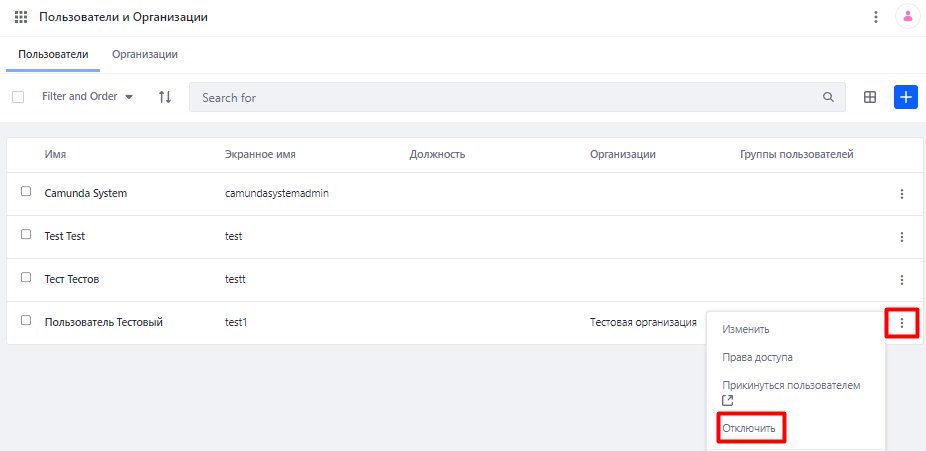 Пользователи и Организации
Пользователи Организации
Filter and Order Search for
Имя Экранное имя Должность Организации Группы пользователей
Camunda System camundasystemadmin
Test Test test
Тест Тестов testt
Пользователь Тестовый test1 Тестовая организация
Изменить
Права доступа
Прикинуться пользователем
Отключить